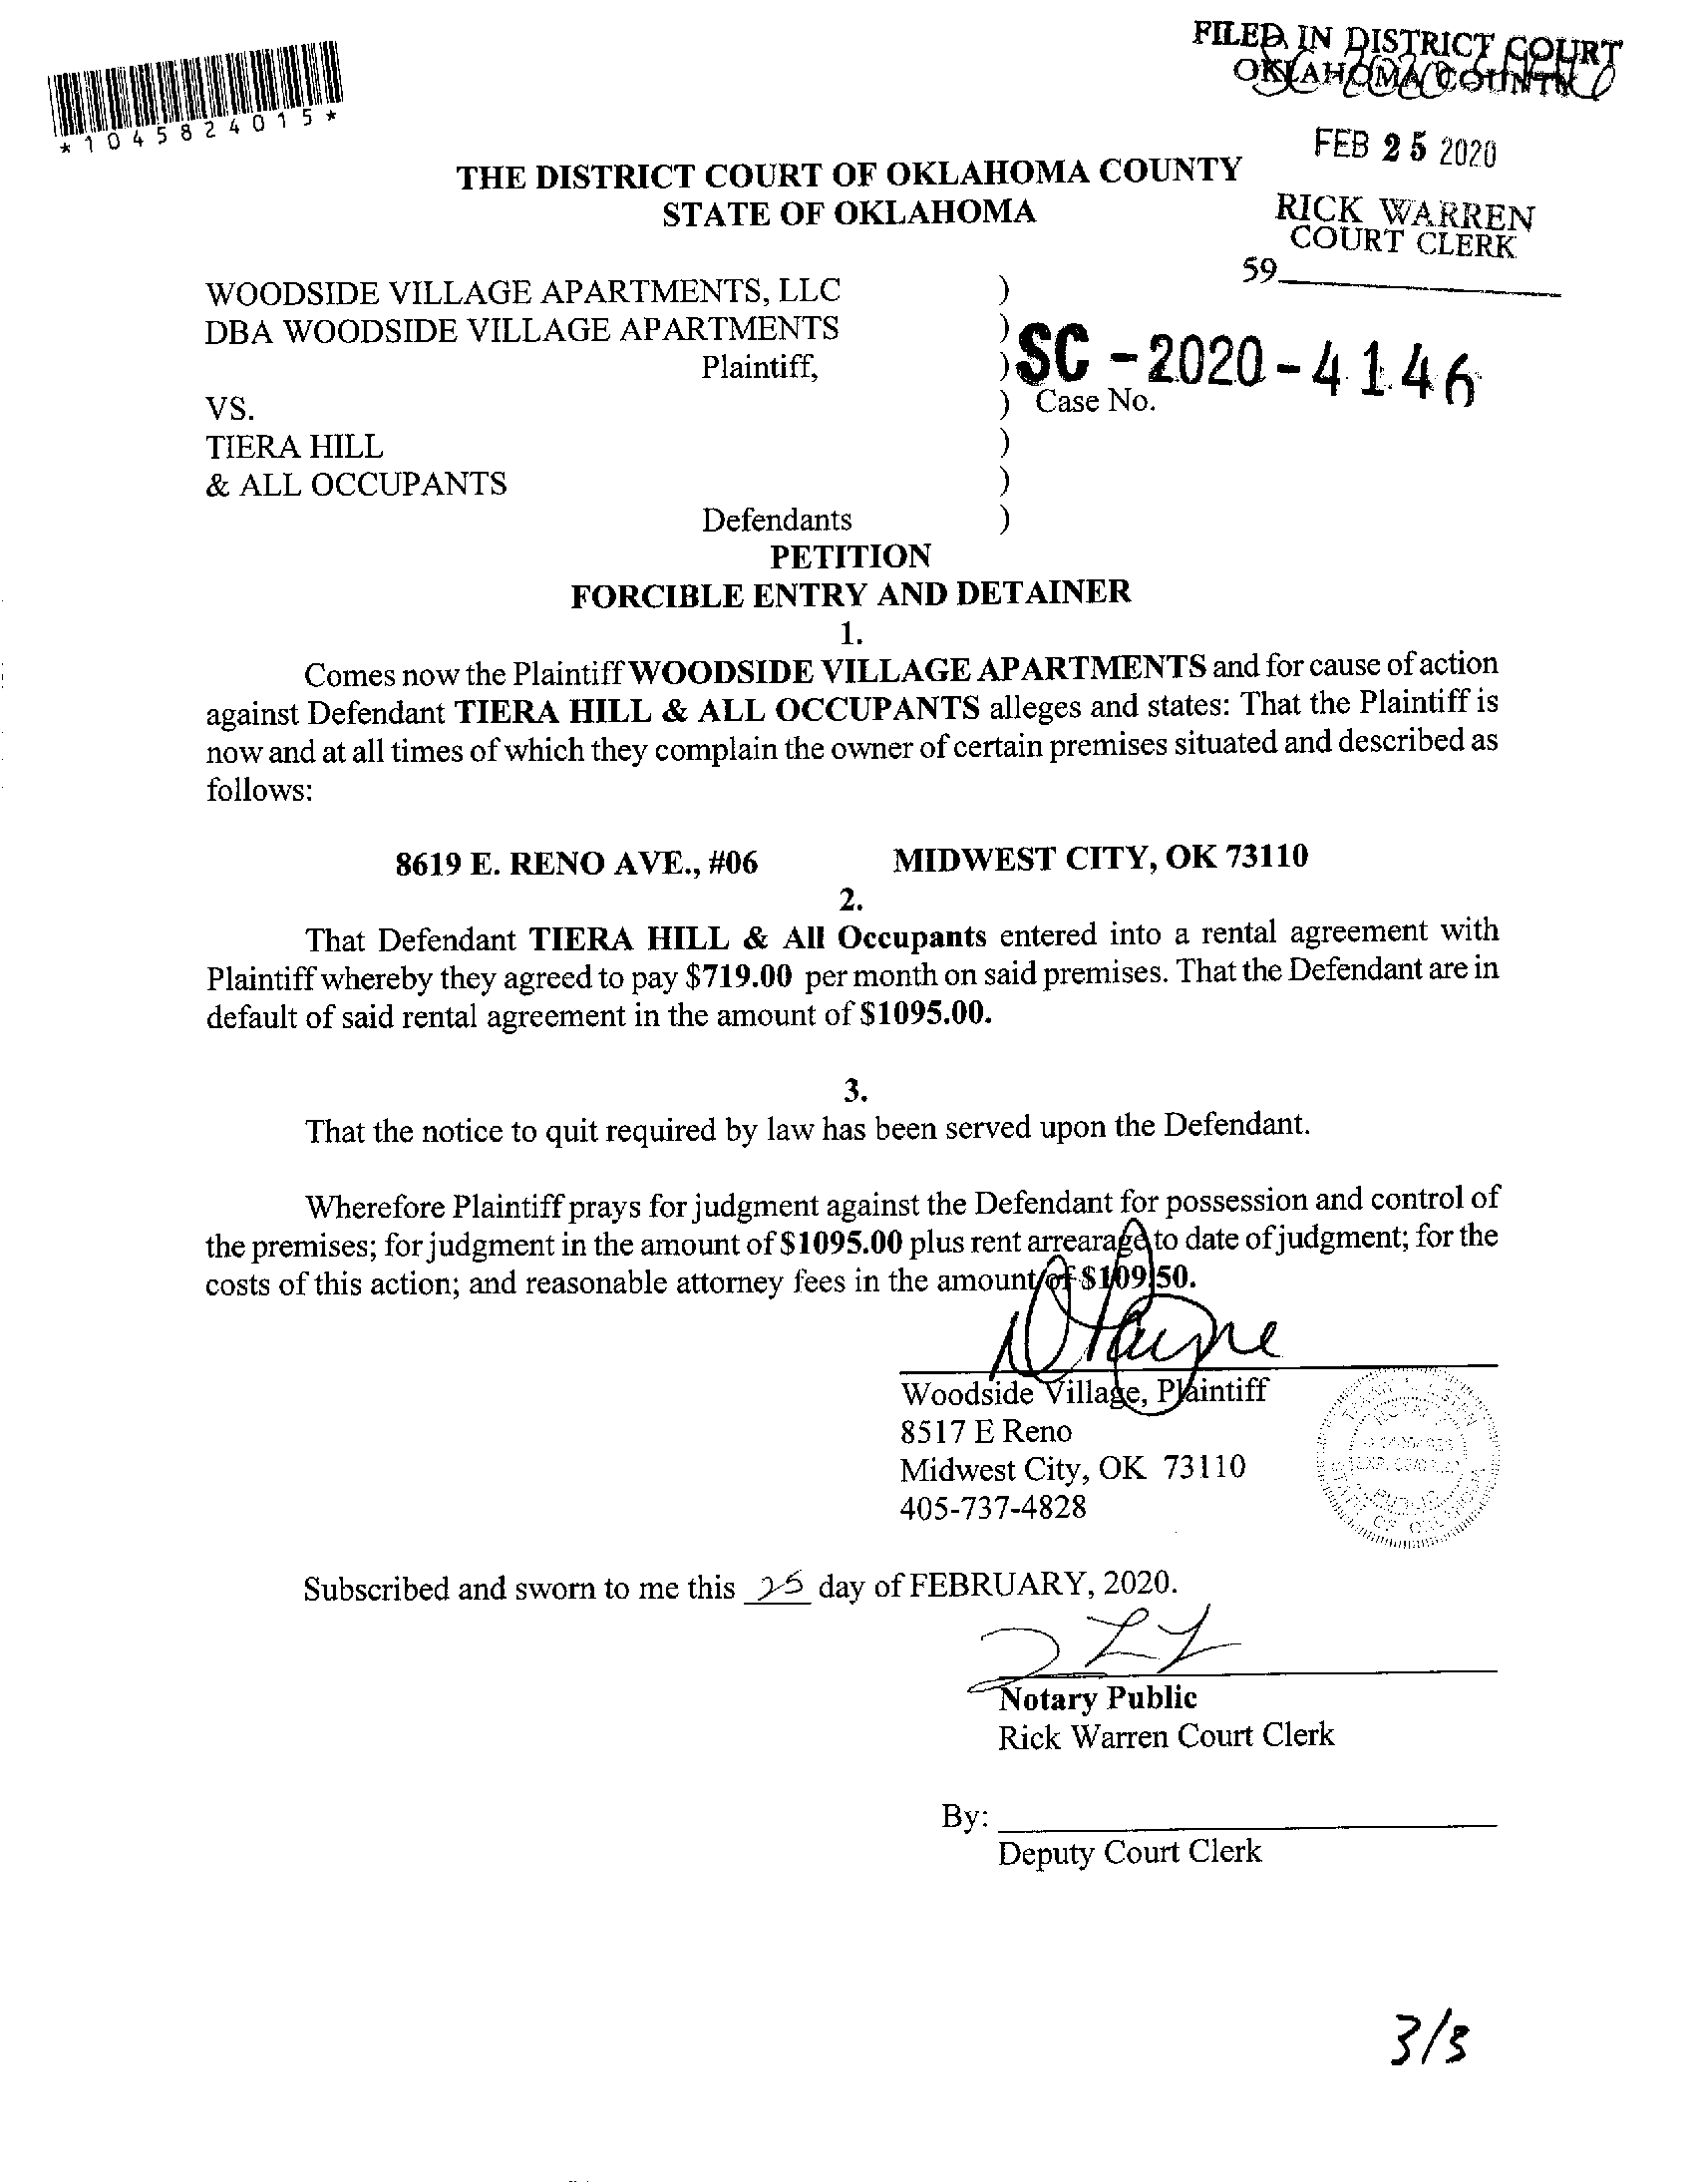 FILED IN DISTRICT COURT
OKLAHOMA COUNTY
*1045824015*
FEB 25 2020
THE DISTRICT COURT OF OKLAHOMA COUNTY
STATE OF OKLAHOMA
RICK WARREN
COURT CLERK
59
WOODSIDE VILLAGE APARTMENTS, LLC )
DBA WOODSIDE VILLAGE APARTMENTS )
Plaintiff, ) SC-2020-4146
VS. ) Case No.
TIERA HILL )
& ALL OCCUPANTS )
Defendants )
PETITION
FORCIBLE ENTRY AND DETAINER
1.
Comes now the Plaintiff WOODSIDE VILLAGE APARTMENTS and for cause of action
against Defendant TIERA HILL & ALL OCCUPANTS alleges and states: That the Plaintiff is
now and at all times of which they complain the owner of certain premises situated and described as
follows:
8619 E. RENO AVE., #06 MIDWEST CITY, OK 73110
2.
That Defendant TIERA HILL & All Occupants entered into a rental agreement with
Plaintiff whereby they agreed to pay $719.00 per month on said premises. That the Defendant are in
default of said rental agreement in the amount of $1095.00.
3.
That the notice to quit required by law has been served upon the Defendant.
Wherefore Plaintiff prays for judgment against the Defendant for possession and control of
the premises; for judgment in the amount of $1095.00 plus rent arrearage to date of judgment; for the
costs of this action; and reasonable attorney fees in the amount of $109.50.
Woodside Village, Plaintiff
8517 E Reno
Midwest City, OK 73110
405-737-4828
Subscribed and sworn to me this 25 day of FEBRUARY, 2020.
Notary Public
Rick Warren Court Clerk
By:
Deputy Court Clerk
3/3